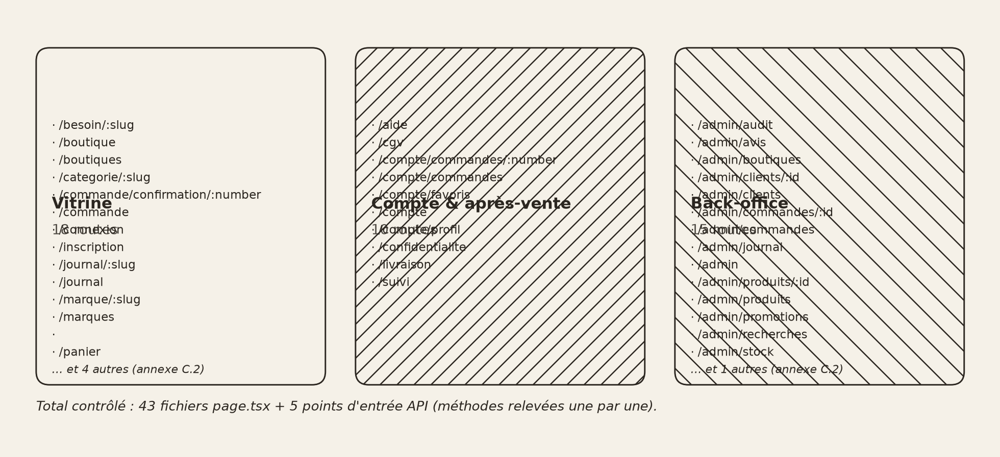 · /besoin/:slug
· /boutique
· /boutiques
· /categorie/:slug
· /commande/confirmation/:number
Vitrine
· /commande
18 routes
· /connexion
· /inscription
· /journal/:slug
· /journal
· /marque/:slug
· /marques
·
· /panier
... et 4 autres (annexe C.2)
· /aide
· /cgv
· /compte/commandes/:number
· /compte/commandes
· /compte/favoris
Compte & après-vente
· /compte
10 routes
· /compte/profil
· /confidentialite
· /livraison
· /suivi
· /admin/audit
· /admin/avis
· /admin/boutiques
· /admin/clients/:id
· /admin/clients
Back-office
· /admin/commandes/:id
15 routes
· /admin/commandes
· /admin/journal
· /admin
· /admin/produits/:id
· /admin/produits
· /admin/promotions
· /admin/recherches
· /admin/stock
... et 1 autres (annexe C.2)
Total contrôlé : 43 fichiers page.tsx + 5 points d'entrée API (méthodes relevées une par une).